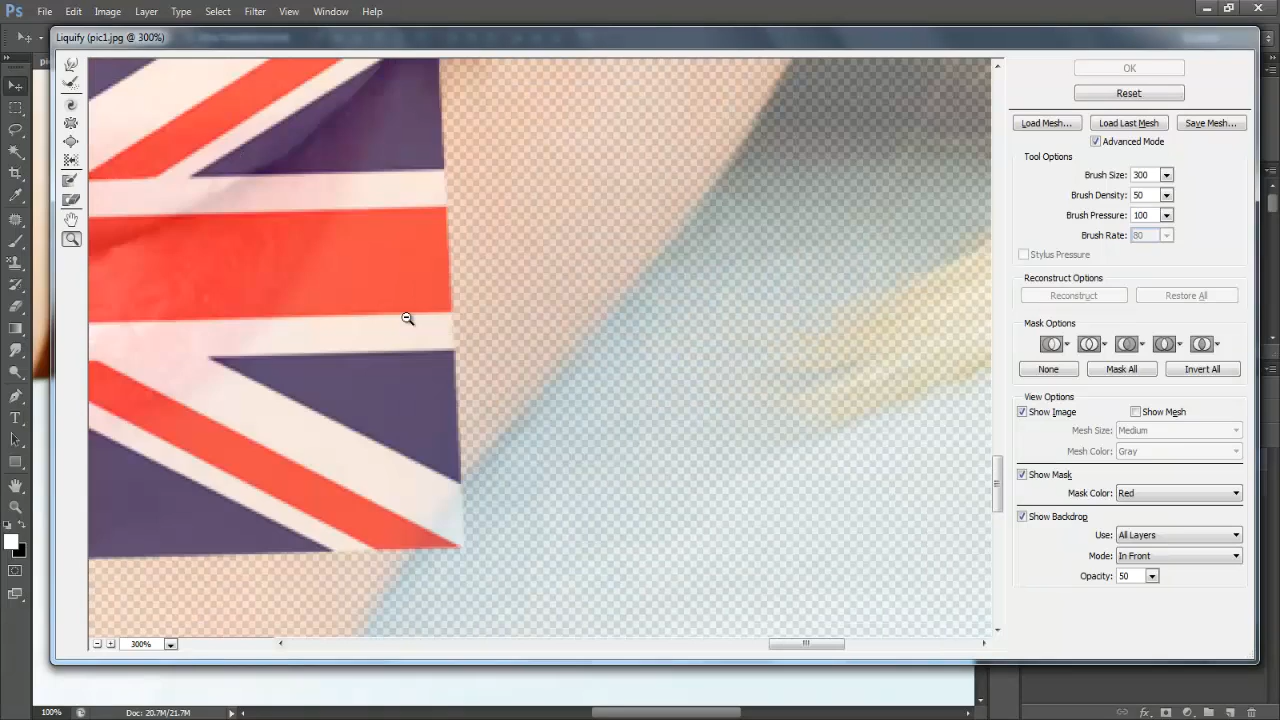 Ps File Edit Image Layer Type Select Filter View Window Help
Liquify (pic1.jpg @ 300%)
OK
Reset
Load Mesh... Load Last Mesh Save Mesh...
Advanced Mode
Tool Options
Brush Size: 300
Brush Density: 50
Brush Pressure: 100
Brush Rate: 80
Stylus Pressure
Reconstruct Options
Reconstruct Restore All
Mask Options
None Mask All Invert All
View Options
Show Image Show Mesh
Mesh Size: Medium
Mesh Color: Gray
Show Mask
Mask Color: Red
Show Backdrop
Use: All Layers
Mode: In Front
Opacity: 50
300%
100% Doc: 20.7M/21.7M